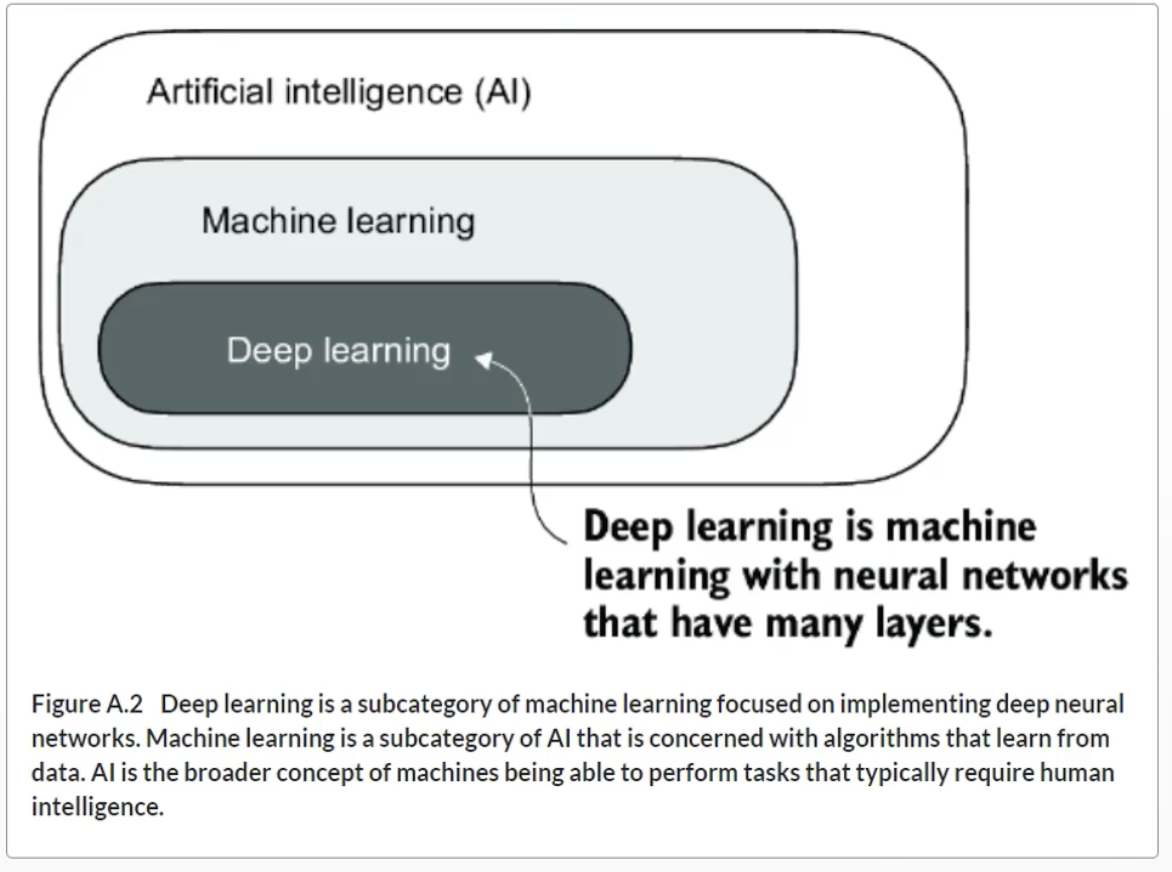 Artificial intelligence (AI)
Machine learning
Deep learning
Deep learning is machine
learning with neural networks
that have many layers.
Figure A.2 Deep learning is a subcategory of machine learning focused on implementing deep neural
networks. Machine learning is a subcategory of AI that is concerned with algorithms that learn from
data. AI is the broader concept of machines being able to perform tasks that typically require human
intelligence.